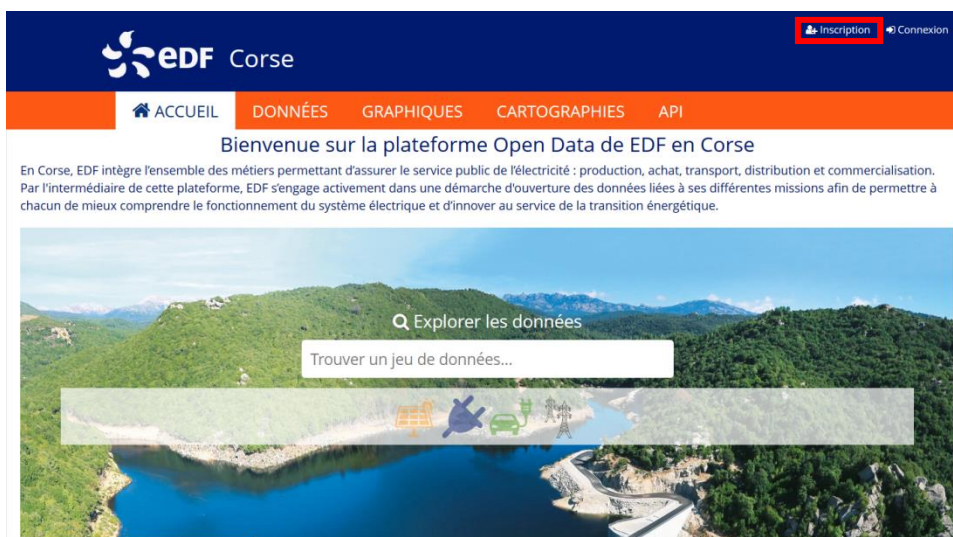 Inscription Connexion
edF Corse
ACCUEIL DONNÉES GRAPHIQUES CARTOGRAPHIES API
Bienvenue sur la plateforme Open Data de EDF en Corse
En Corse, EDF intègre l'ensemble des métiers permettant d'assurer le service public de l'électricité : production, achat, transport, distribution et commercialisation.
Par l'intermédiaire de cette plateforme, EDF s'engage activement dans une démarche d'ouverture des données liées à ses différentes missions afin de permettre à
chacun de mieux comprendre le fonctionnement du système électrique et d'innover au service de la transition énergétique.
Explorer les données
Trouver un jeu de données...